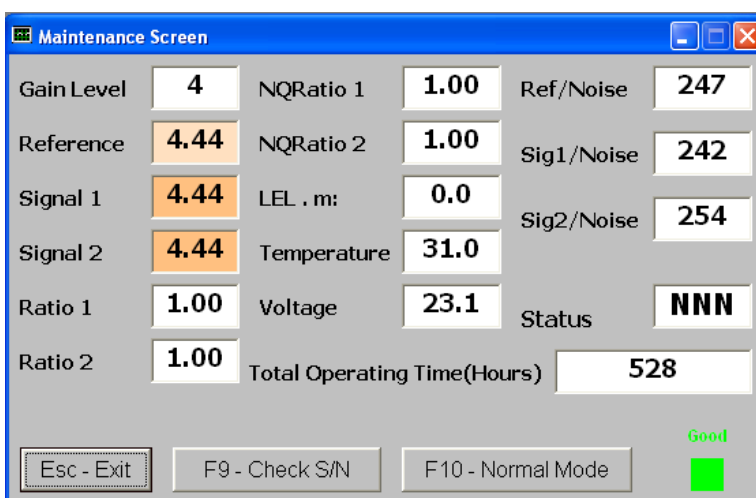 Maintenance Screen
Gain Level 4 NQRatio 1 1.00 Ref/Noise 247
Reference 4.44 NQRatio 2 1.00 Sig1/Noise 242
Signal 1 4.44 LEL . m: 0.0 Sig2/Noise 254
Signal 2 4.44 Temperature 31.0
Ratio 1 1.00 Voltage 23.1 Status NNN
Ratio 2 1.00 Total Operating Time(Hours) 528
Good
Esc - Exit F9 - Check S/N F10 - Normal Mode